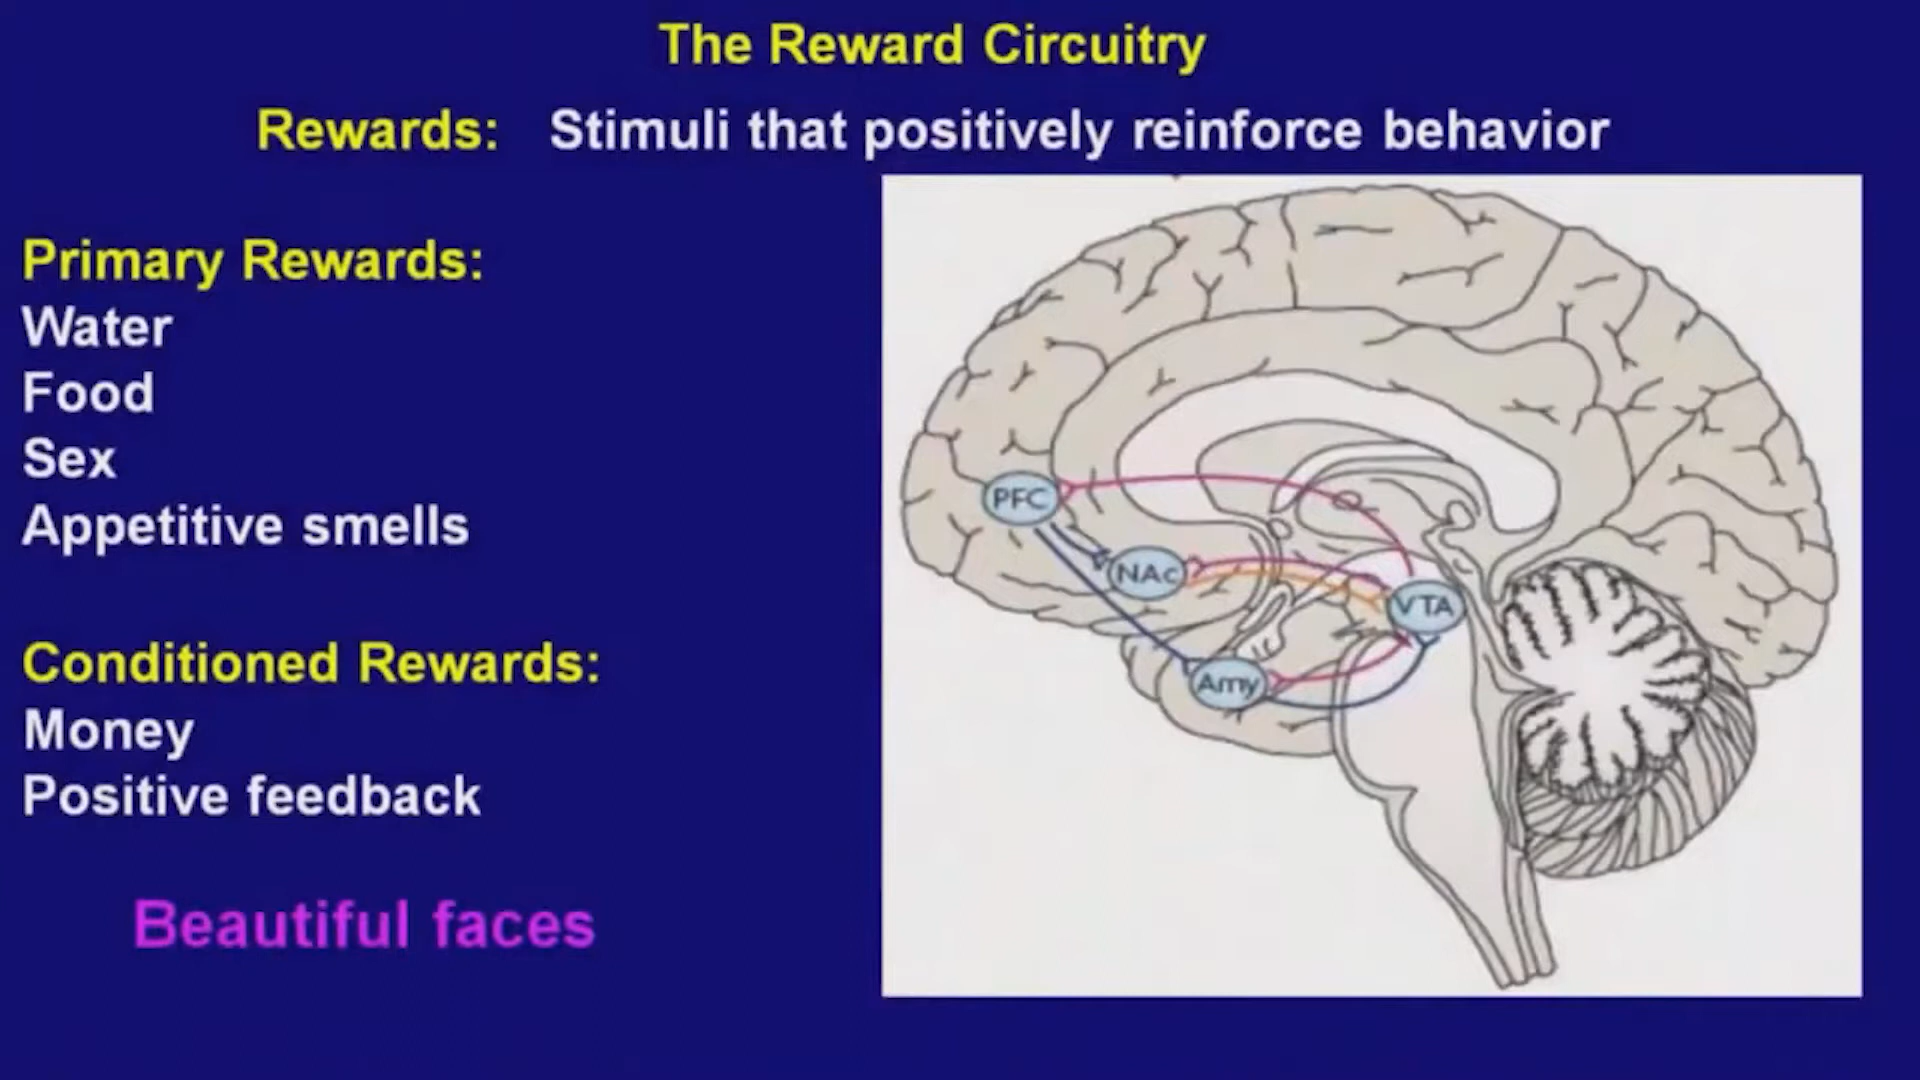 The Reward Circuitry
Rewards: Stimuli that positively reinforce behavior
Primary Rewards:
Water
Food
Sex
Appetitive smells
Conditioned Rewards:
Money
Positive feedback
Beautiful faces
PFC
NAc
VTA
Amy